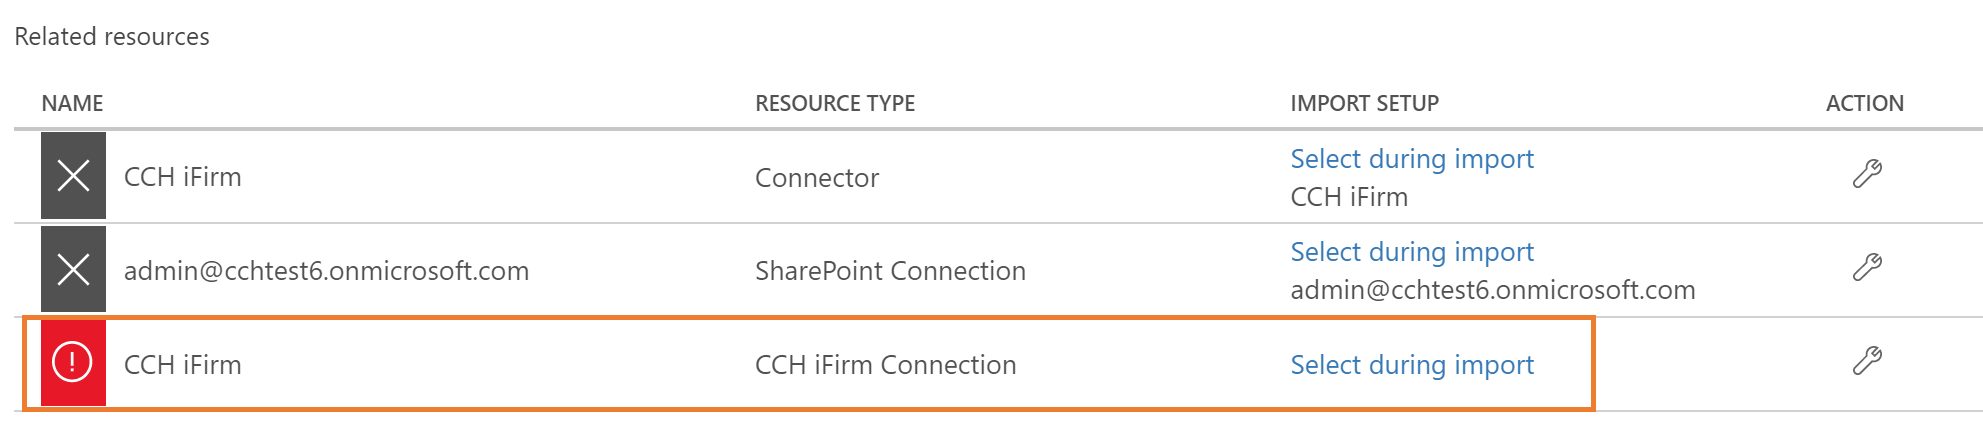 Related resources
NAME RESOURCE TYPE IMPORT SETUP ACTION
CCH iFirm Connector Select during import
CCH iFirm
admin@cchtest6.onmicrosoft.com SharePoint Connection Select during import
admin@cchtest6.onmicrosoft.com
CCH iFirm CCH iFirm Connection Select during import